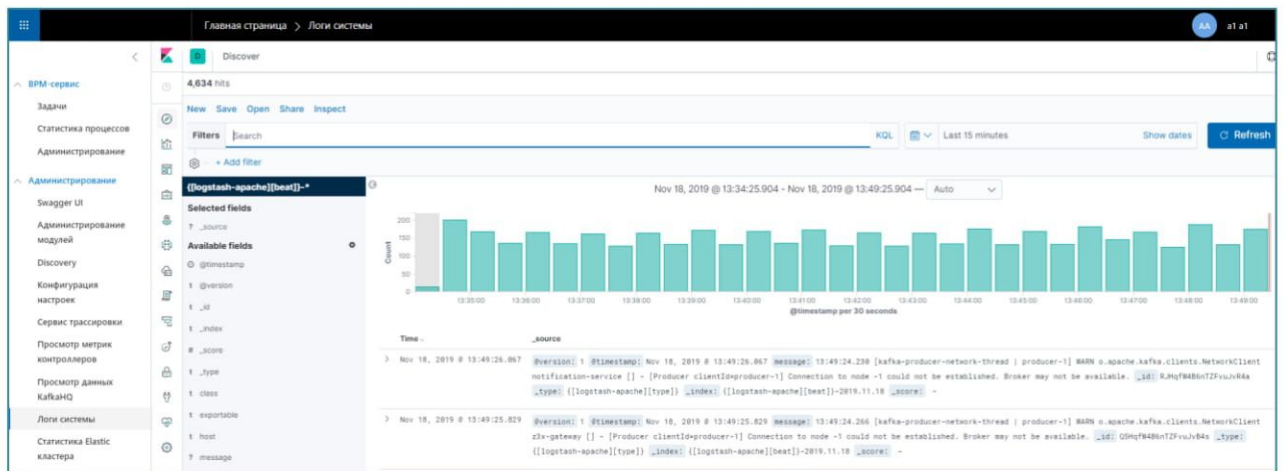 Главная страница > Логи системы
AA a1 a1
BPM-сервис
Задачи
Статистика процессов
Администрирование
Администрирование
Swagger UI
Администрирование
модулей
Discovery
Конфигурация
настроек
Сервис трассировки
Просмотр метрик
контроллеров
Просмотр данных
KafkaHQ
Логи системы
Статистика Elastic
кластера
D Discover
4,634 hits
New Save Open Share Inspect
Filters Search KQL Last 15 minutes Show dates Refresh
+ Add filter
{[logstash-apache][beat]}-*
Selected fields
? _source
Available fields
@timestamp
t @version
t _id
t _index
# _score
t _type
t class
t exportable
t host
? message
Nov 18, 2019 @ 13:34:25.904 - Nov 18, 2019 @ 13:49:25.904 — Auto
Count
200
150
100
50
0
13:35:00 13:36:00 13:37:00 13:38:00 13:39:00 13:40:00 13:41:00 13:42:00 13:43:00 13:44:00 13:45:00 13:46:00 13:47:00 13:48:00 13:49:00
@timestamp per 30 seconds
Time _source
> Nov 18, 2019 @ 13:49:26.067 @version: 1 @timestamp: Nov 18, 2019 @ 13:49:26.067 message: 13:49:24.230 [kafka-producer-network-thread | producer-1] WARN o.apache.kafka.clients.NetworkClient
notification-service [] - [Producer clientId=producer-1] Connection to node -1 could not be established. Broker may not be available. _id:
_type: {[logstash-apache][type]} _index: {[logstash-apache][beat]}-2019.11.18 _score: -
> Nov 18, 2019 @ 13:49:25.829 @version: 1 @timestamp: Nov 18, 2019 @ 13:49:25.829 message: 13:49:24.266 [kafka-producer-network-thread | producer-1] WARN o.apache.kafka.clients.NetworkClient
z3x-gateway [] - [Producer clientId=producer-1] Connection to node -1 could not be established. Broker may not be available. _id: _type:
{[logstash-apache][type]} _index: {[logstash-apache][beat]}-2019.11.18 _score: -